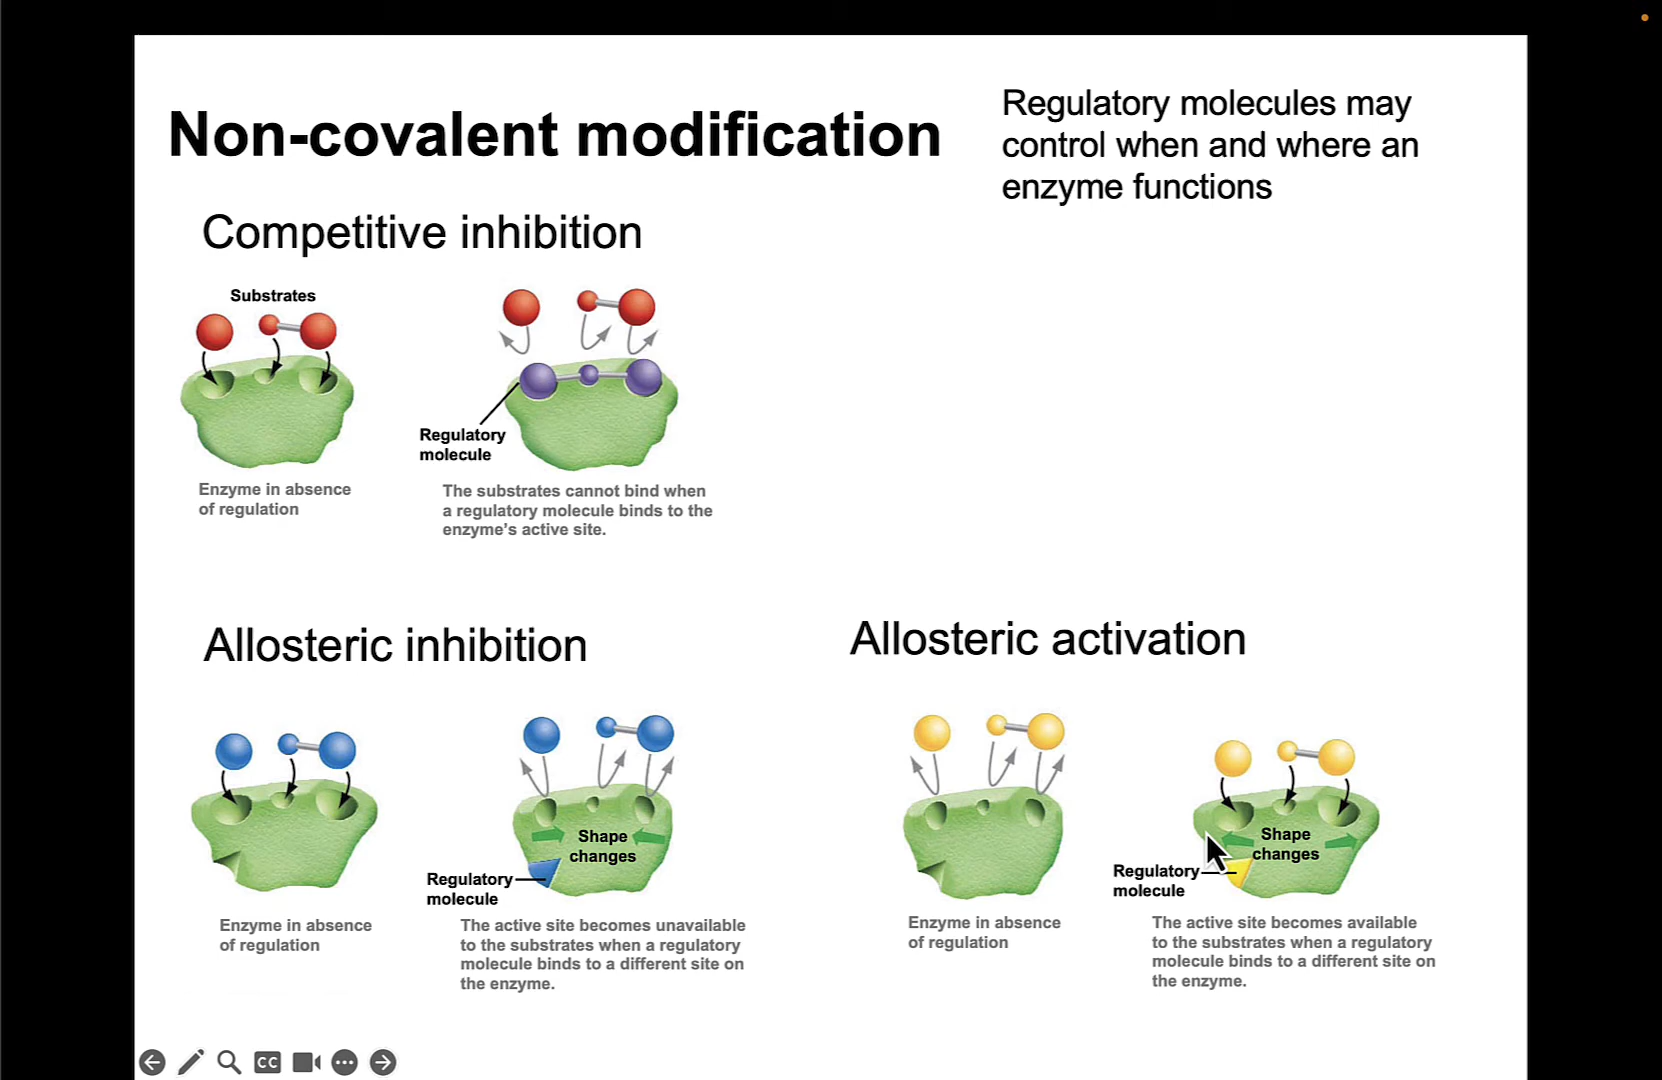 Non-covalent modification
Regulatory molecules may
control when and where an
enzyme functions
Competitive inhibition
Substrates
Regulatory
molecule
Enzyme in absence
of regulation
The substrates cannot bind when
a regulatory molecule binds to the
enzyme's active site.
Allosteric inhibition
Shape
changes
Regulatory
molecule
Enzyme in absence
of regulation
The active site becomes unavailable
to the substrates when a regulatory
molecule binds to a different site on
the enzyme.
Allosteric activation
Shape
changes
Regulatory
molecule
Enzyme in absence
of regulation
The active site becomes available
to the substrates when a regulatory
molecule binds to a different site on
the enzyme.
CC